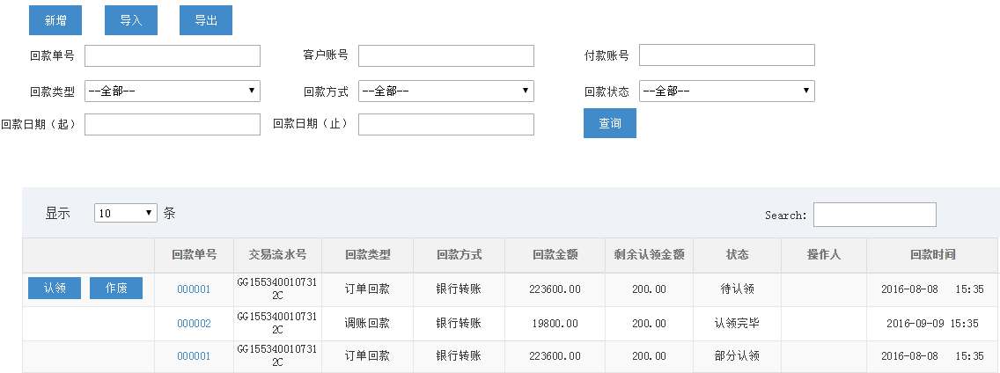 新增 导入 导出
回款单号 客户账号 付款账号
回款类型 --全部-- 回款方式 --全部-- 回款状态 --全部--
回款日期（起） 回款日期（止） 查询
显示 10 条 Search:
回款单号 交易流水号 回款类型 回款方式 回款金额 剩余认领金额 状态 操作人 回款时间
认领 作废 000001 GG155340010731 订单回款 银行转账 223600.00 200.00 待认领 2016-08-08 15:35
2C
000002 GG155340010731 调账回款 银行转账 19800.00 200.00 认领完毕 2016-09-09 15:35
2C
000001 GG155340010731 订单回款 银行转账 223600.00 200.00 部分认领 2016-08-08 15:35
2C